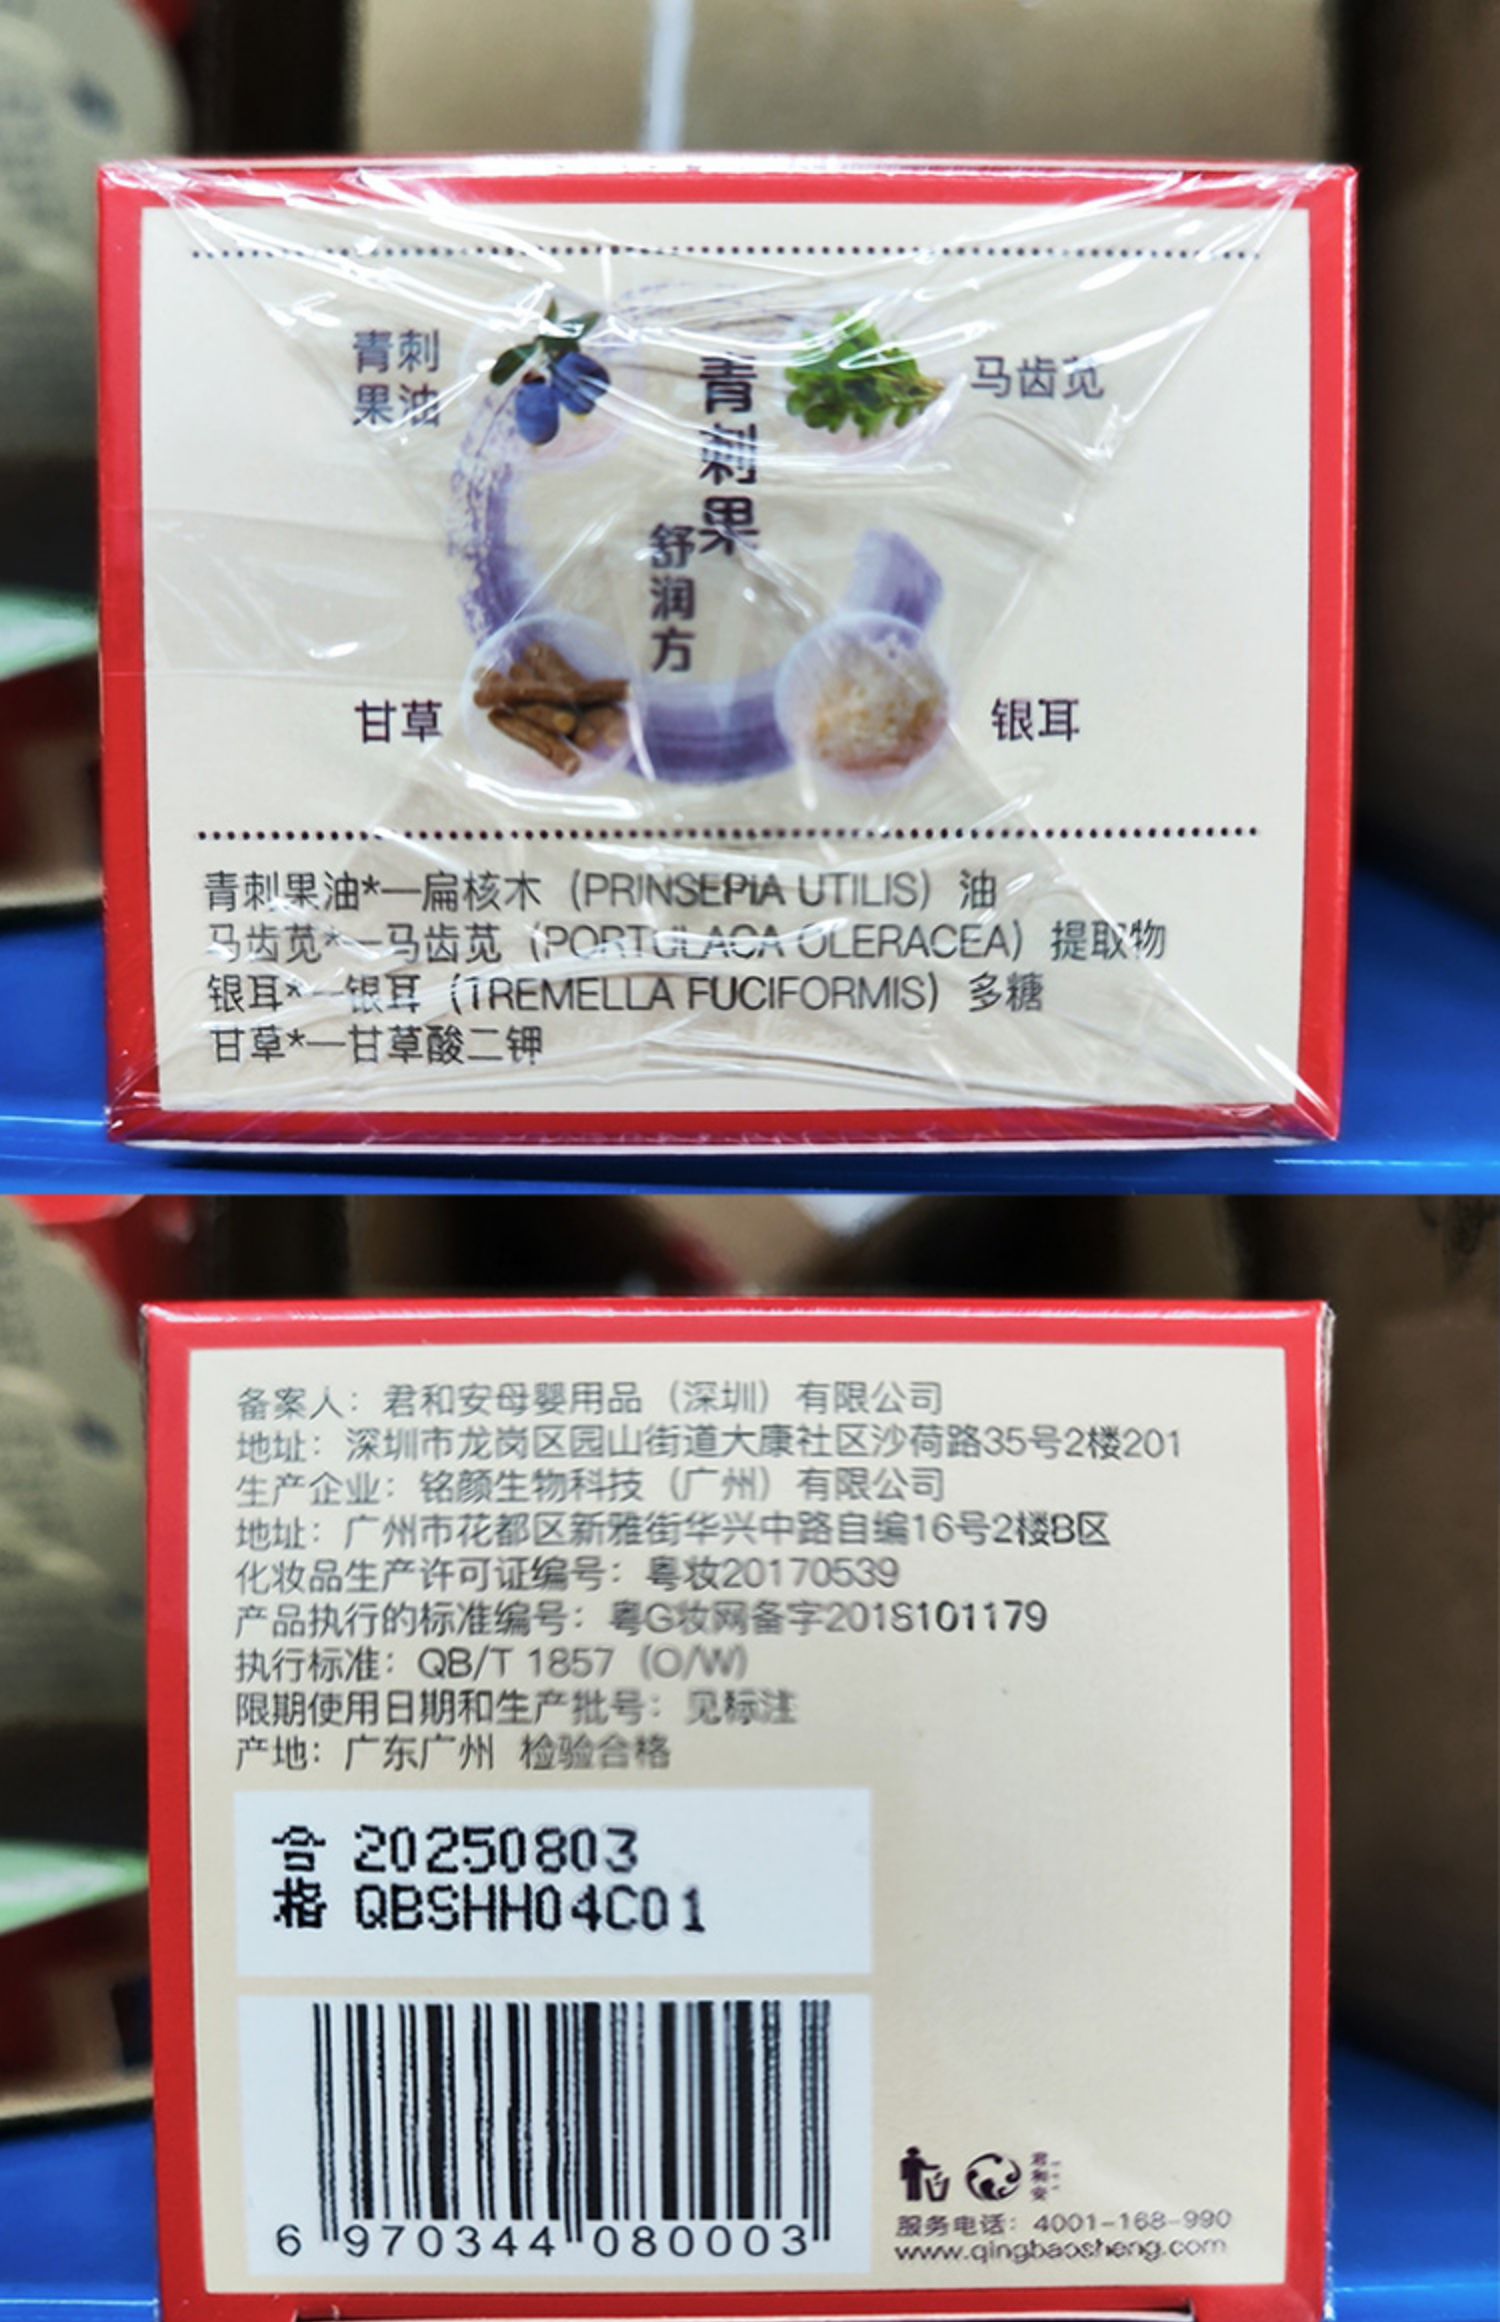 青刺
果油
青刺果
舒润方
马齿苋
甘草
银耳
青刺果油*—扁核木（PRINSEPIA UTILIS）油
马齿苋*—马齿苋（PORTULACA OLERACEA）提取物
银耳*—银耳（TREMELLA FUCIFORMIS）多糖
甘草*—甘草酸二钾
备案人：君和安母婴用品（深圳）有限公司
地址：深圳市龙岗区园山街道大康社区沙荷路35号2楼201
生产企业：铭颜生物科技（广州）有限公司
地址：广州市花都区新雅街华兴中路自编16号2楼B区
化妆品生产许可证编号：粤妆20170539
产品执行的标准编号：粤G妆网备字201S101179
执行标准：QB/T 1857（O/W)
限期使用日期和生产批号：见标注
产地：广东广州 检验合格
合 20250803
格 QBSHH04C01
6 970344 080003
君和安
服务电话：4001-168-990
www.qingbaosheng.com